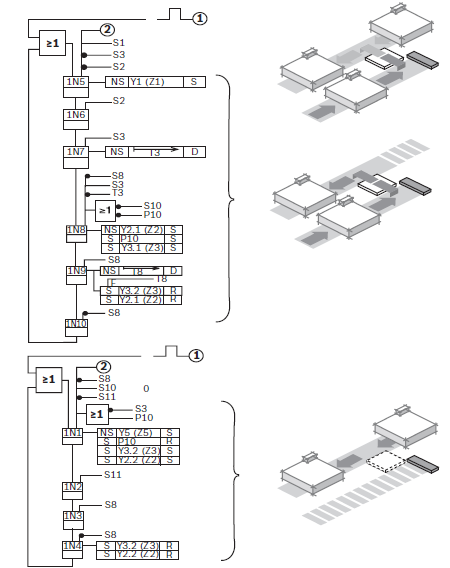 1
≥1
2
S1
S3
S2
1N5 NS Y1 (Z1) S
S2
1N6
S3
1N7 NS T3 D
S8
S3
T3
≥1 S10
P10
1N8 NS Y2.1 (Z2) S
S P10 S
S Y3.1 (Z3) S
S8
1N9 NS T8 D
T8
S Y3.2 (Z3) R
S Y2.1 (Z2) R
S8
1N10
1
≥1
2
S8
S10 0
S11
≥1 S3
P10
1N1 NS Y5 (Z5) S
S P10 R
S Y3.2 (Z3) S
S Y2.2 (Z2) S
S11
1N2
S8
1N3
S8
1N4 S Y3.2 (Z3) R
S Y2.2 (Z2) R